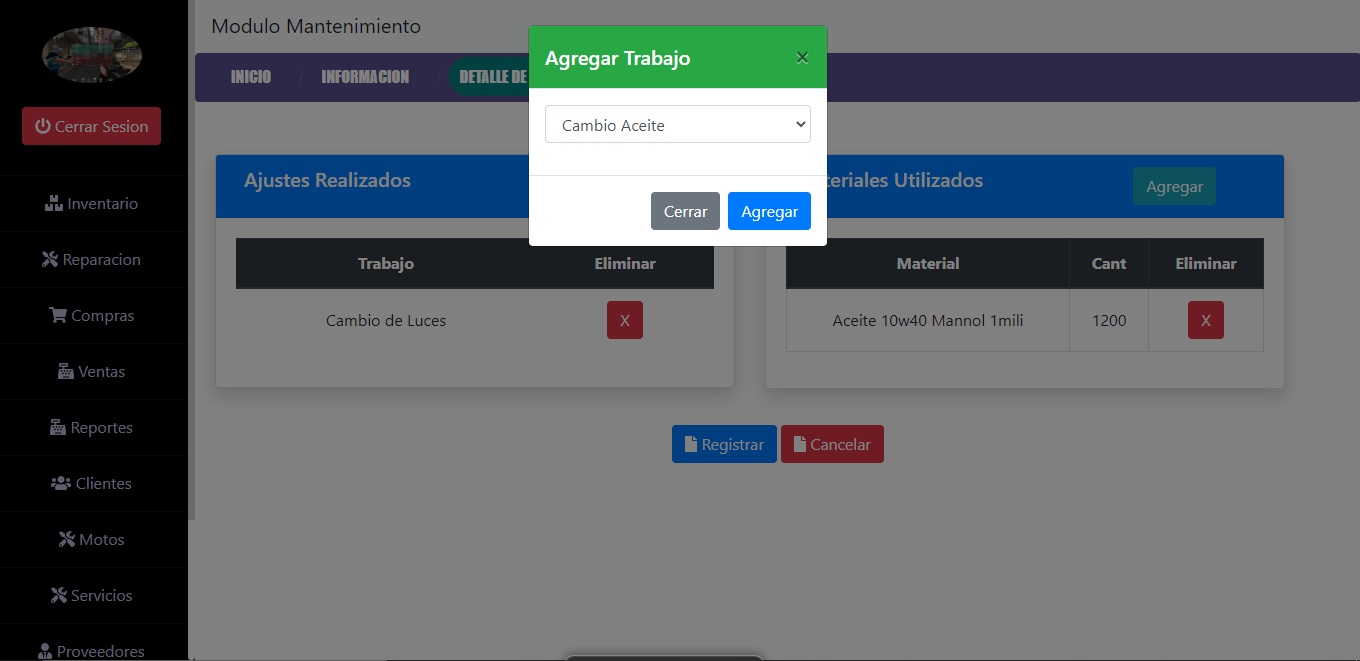 Modulo Mantenimiento
Cerrar Sesion
Inventario
Reparacion
Compras
Ventas
Reportes
Clientes
Motos
Servicios
Proveedores
INICIO / INFORMACION / DETALLE DE
Agregar Trabajo ×
Cambio Aceite
Cerrar Agregar
Ajustes Realizados
Trabajo Eliminar
Cambio de Luces X
teriales Utilizados Agregar
Material Cant Eliminar
Aceite 10w40 Mannol 1mili 1200 X
Registrar Cancelar